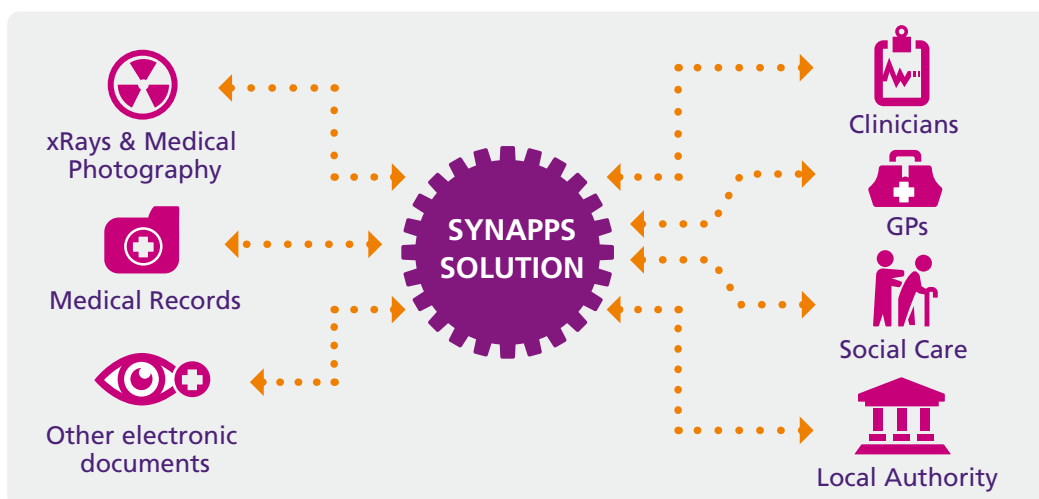 xRays & Medical
Photography
Medical Records
Other electronic
documents
SYNAPPS
SOLUTION
Clinicians
GPs
Social Care
Local Authority